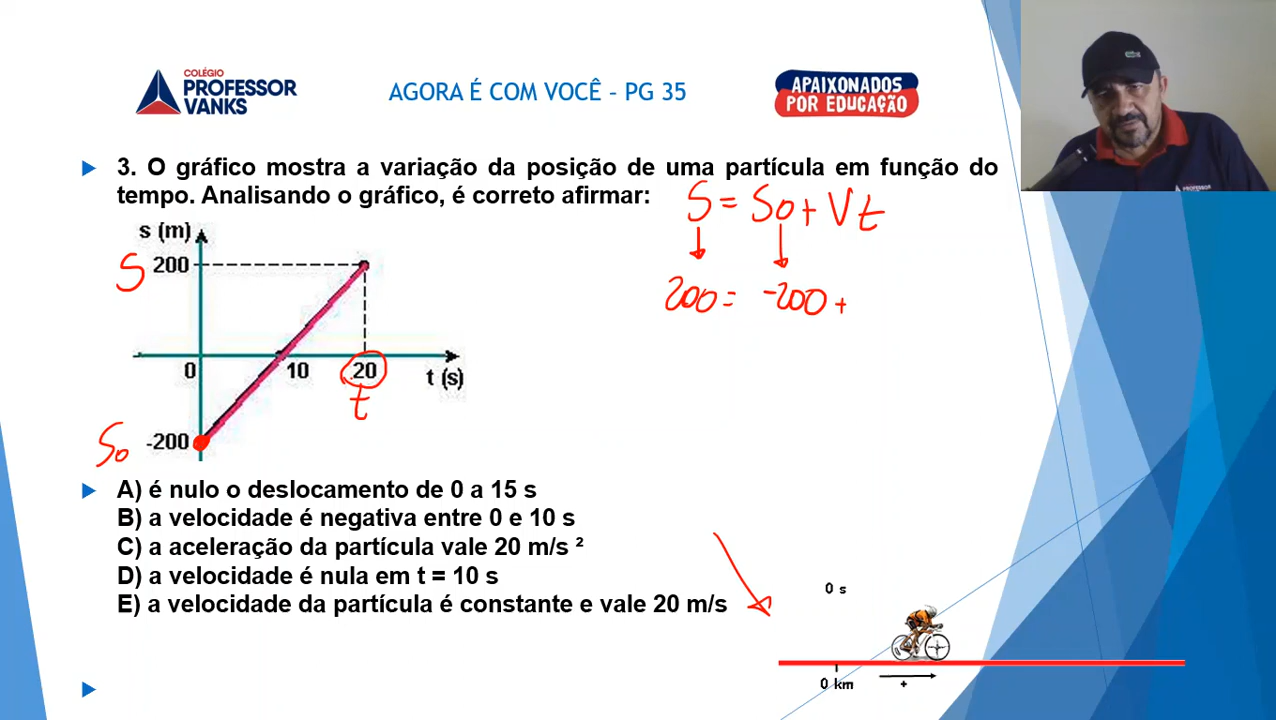 COLÉGIO
PROFESSOR
VANKS
AGORA É COM VOCÊ – PG 35
APAIXONADOS
POR EDUCAÇÃO
3. O gráfico mostra a variação da posição de uma partícula em função do
tempo. Analisando o gráfico, é correto afirmar:
S = So + Vt
200 = -200 +
s (m)
S 200
0 10 20 t (s)
t
So -200
A) é nulo o deslocamento de 0 a 15 s
B) a velocidade é negativa entre 0 e 10 s
C) a aceleração da partícula vale 20 m/s ²
D) a velocidade é nula em t = 10 s
E) a velocidade da partícula é constante e vale 20 m/s
0 s
0 km
+